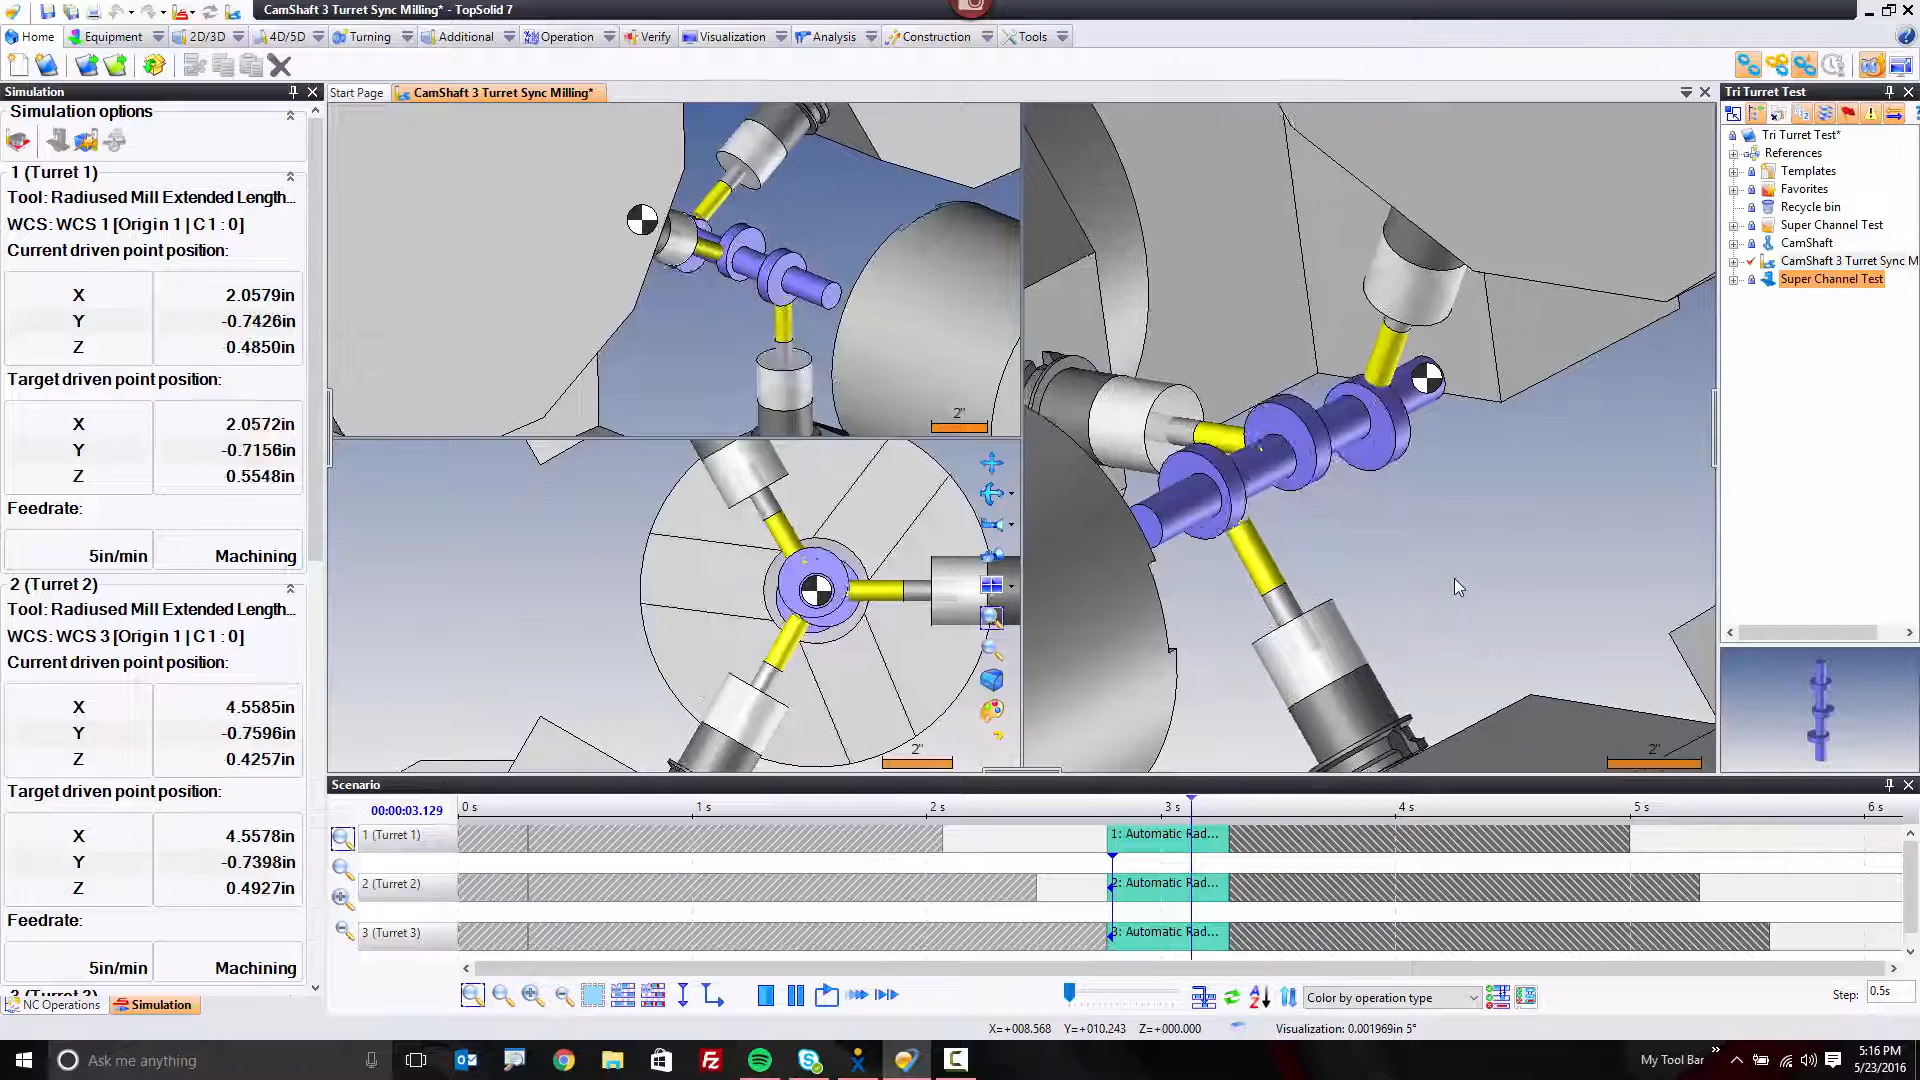 CamShaft 3 Turret Sync Milling* - TopSolid 7
Home Equipment 2D/3D 4D/5D Turning Additional Operation Verify Visualization Analysis Construction Tools
Simulation
Start Page CamShaft 3 Turret Sync Milling*
Tri Turret Test
Simulation options
1 (Turret 1)
Tool: Radiused Mill Extended Length...
WCS: WCS 1 [Origin 1 | C1 : 0]
Current driven point position:
X 2.0579in
Y -0.7426in
Z -0.4850in
Target driven point position:
X 2.0572in
Y -0.7156in
Z 0.5548in
Feedrate:
5in/min Machining
2 (Turret 2)
Tool: Radiused Mill Extended Length...
WCS: WCS 3 [Origin 1 | C1 : 0]
Current driven point position:
X 4.5585in
Y -0.7596in
Z 0.4257in
Target driven point position:
X 4.5578in
Y -0.7398in
Z 0.4927in
Feedrate:
5in/min Machining
3 (Turret 3)
NC Operations Simulation
2"
2"
2"
Tri Turret Test*
References
Templates
Favorites
Recycle bin
Super Channel Test
CamShaft
CamShaft 3 Turret Sync M
Super Channel Test
Scenario
00:00:03.129
0 s 1 s 2 s 3 s 4 s 5 s 6 s
1 (Turret 1) 1: Automatic Rad...
2 (Turret 2) 2: Automatic Rad...
3 (Turret 3) 3: Automatic Rad...
Color by operation type
Step: 0.5s
X=+008.568 Y=+010.243 Z=+000.000 Visualization: 0.001969in 5°
Ask me anything
My Tool Bar
5:16 PM
5/23/2016